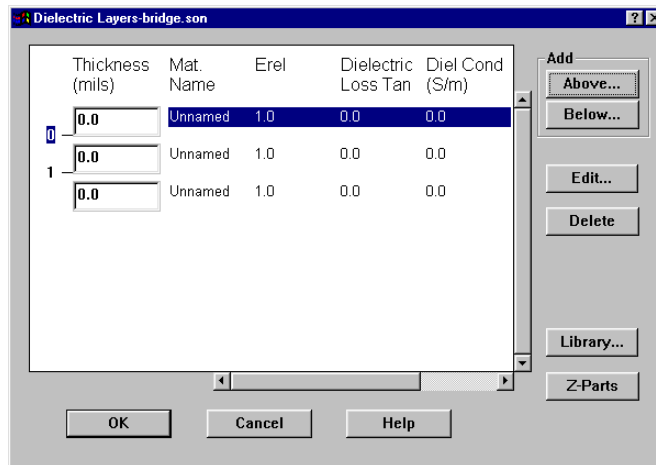 Dielectric Layers-bridge.son
Thickness (mils) Mat. Name Erel Dielectric Loss Tan Diel Cond (S/m)
0.0 Unnamed 1.0 0.0 0.0
0
0.0 Unnamed 1.0 0.0 0.0
1
0.0 Unnamed 1.0 0.0 0.0
Add
Above...
Below...
Edit...
Delete
Library...
Z-Parts
OK Cancel Help